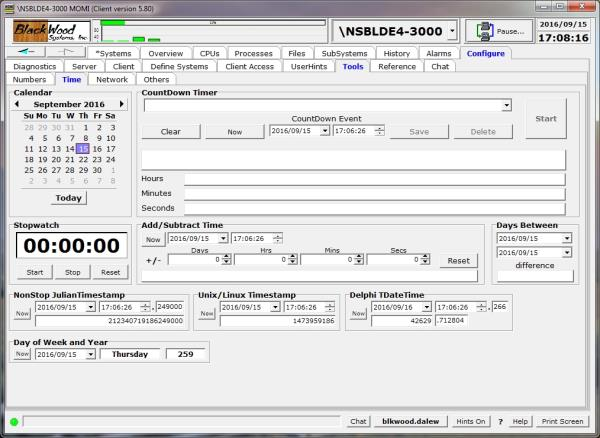 \NSBLDE4-3000 MOMI (Client version 5.80)
BlackWood Systems, Inc.
\NSBLDE4-3000
Pause...
2016/09/15
17:08:16
*Systems Overview CPUs Processes Files SubSystems History Alarms Configure
Diagnostics Server Client Define Systems Client Access UserHints Tools Reference Chat
Numbers Time Network Others
Calendar
September 2016
Su Mo Tu We Th Fr Sa
28 29 30 31 1 2 3
4 5 6 7 8 9 10
11 12 13 14 15 16 17
18 19 20 21 22 23 24
25 26 27 28 29 30 1
2 3 4 5 6 7 8
Today
CountDown Timer
CountDown Event
Clear Now 2016/09/15 17:06:26 Save Delete
Start
Hours
Minutes
Seconds
Stopwatch
00:00:00
Start Stop Reset
Add/Subtract Time
Now 2016/09/15 17:06:26
Days Hrs Mins Secs
+/- 0 0 0 0 Reset
Days Between
2016/09/15
2016/09/15
difference
NonStop JulianTimestamp
Now 2016/09/15 17:06:26 . 249000
212340719186249000
Unix/Linux Timestamp
Now 2016/09/15 17:06:26
1473959186
Delphi TDateTime
Now 2016/09/16 17:06:26 . 266
42629 .712804
Day of Week and Year
Now 2016/09/15 Thursday 259
Chat blkwood.dalew Hints On ? Help Print Screen